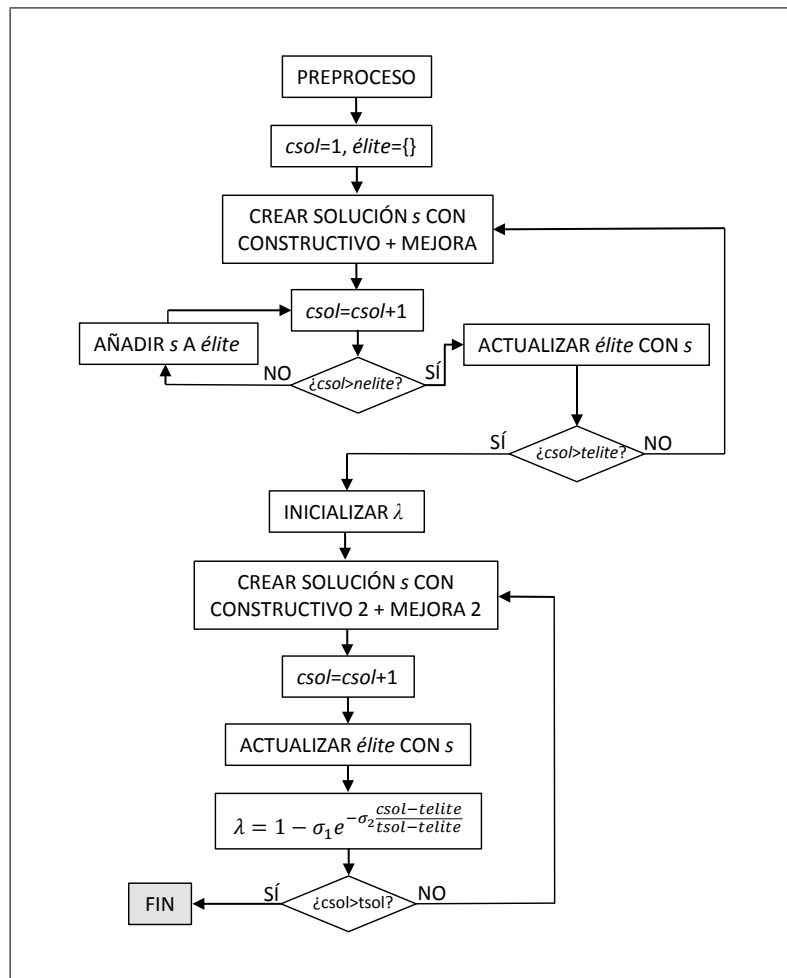 PREPROCESO
csol=1, élite={}
CREAR SOLUCIÓN s CON
CONSTRUCTIVO + MEJORA
csol=csol+1
AÑADIR s A élite
ACTUALIZAR élite CON s
NO
¿csol>nelite?
SÍ
SÍ
¿csol>telite?
NO
INICIALIZAR λ
CREAR SOLUCIÓN s CON
CONSTRUCTIVO 2 + MEJORA 2
csol=csol+1
ACTUALIZAR élite CON s
λ = 1 − σ₁e^{−σ₂ (csol−telite)/(tsol−telite)}
FIN
SÍ
¿csol>tsol?
NO